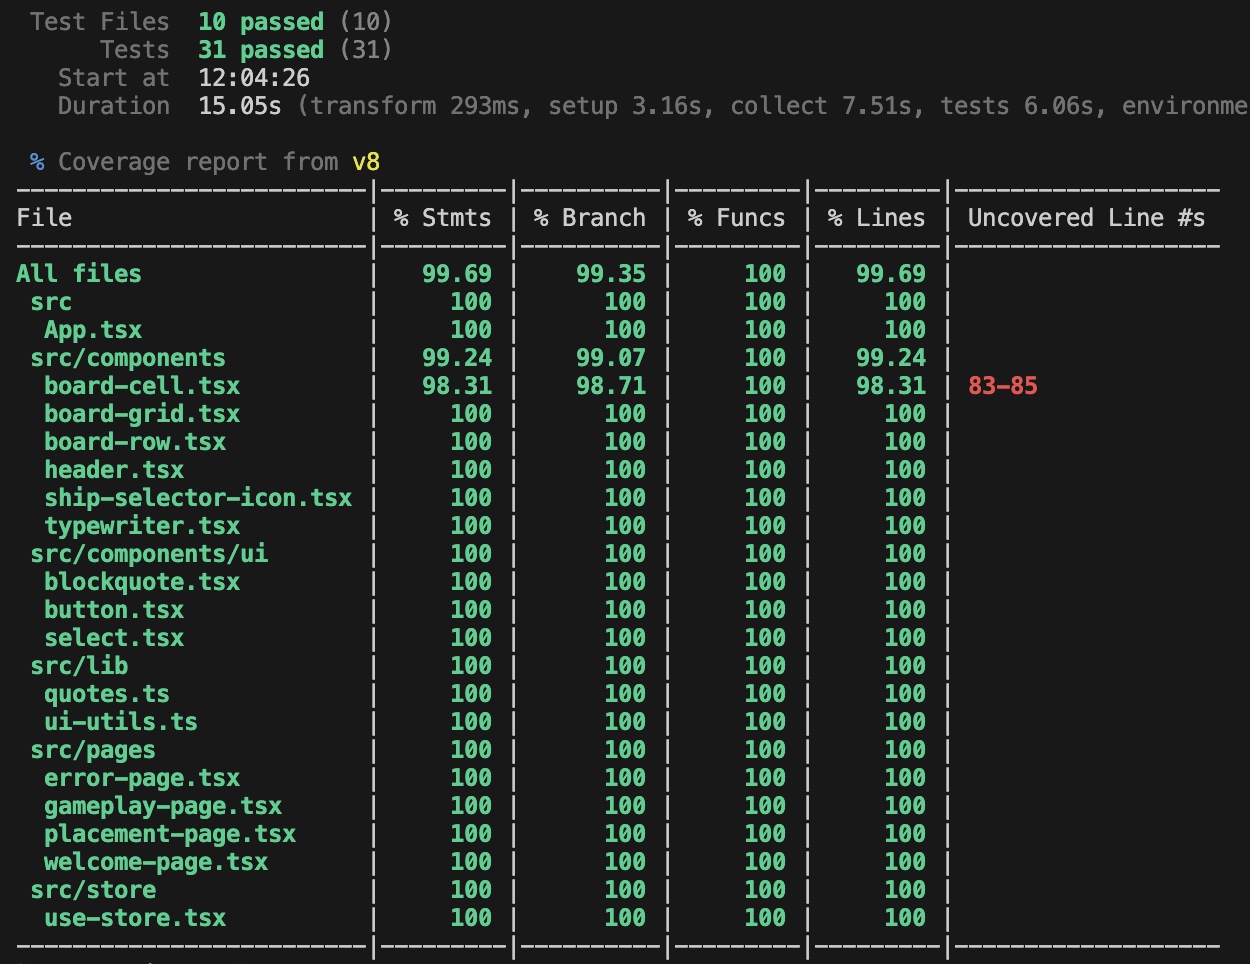 Test Files  10 passed (10)
Tests  31 passed (31)
Start at  12:04:26
Duration  15.05s (transform 293ms, setup 3.16s, collect 7.51s, tests 6.06s, environme
% Coverage report from v8
File | % Stmts | % Branch | % Funcs | % Lines | Uncovered Line #s
All files | 99.69 | 99.35 | 100 | 99.69 |
src | 100 | 100 | 100 | 100 |
App.tsx | 100 | 100 | 100 | 100 |
src/components | 99.24 | 99.07 | 100 | 99.24 |
board-cell.tsx | 98.31 | 98.71 | 100 | 98.31 | 83-85
board-grid.tsx | 100 | 100 | 100 | 100 |
board-row.tsx | 100 | 100 | 100 | 100 |
header.tsx | 100 | 100 | 100 | 100 |
ship-selector-icon.tsx | 100 | 100 | 100 | 100 |
typewriter.tsx | 100 | 100 | 100 | 100 |
src/components/ui | 100 | 100 | 100 | 100 |
blockquote.tsx | 100 | 100 | 100 | 100 |
button.tsx | 100 | 100 | 100 | 100 |
select.tsx | 100 | 100 | 100 | 100 |
src/lib | 100 | 100 | 100 | 100 |
quotes.ts | 100 | 100 | 100 | 100 |
ui-utils.ts | 100 | 100 | 100 | 100 |
src/pages | 100 | 100 | 100 | 100 |
error-page.tsx | 100 | 100 | 100 | 100 |
gameplay-page.tsx | 100 | 100 | 100 | 100 |
placement-page.tsx | 100 | 100 | 100 | 100 |
welcome-page.tsx | 100 | 100 | 100 | 100 |
src/store | 100 | 100 | 100 | 100 |
use-store.tsx | 100 | 100 | 100 | 100 |